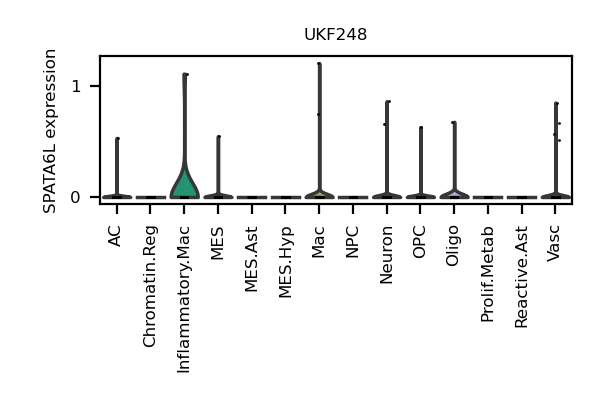 UKF248
SPATA6L expression
1
0
AC
Chromatin.Reg
Inflammatory.Mac
MES
MES.Ast
MES.Hyp
Mac
NPC
Neuron
OPC
Oligo
Prolif.Metab
Reactive.Ast
Vasc